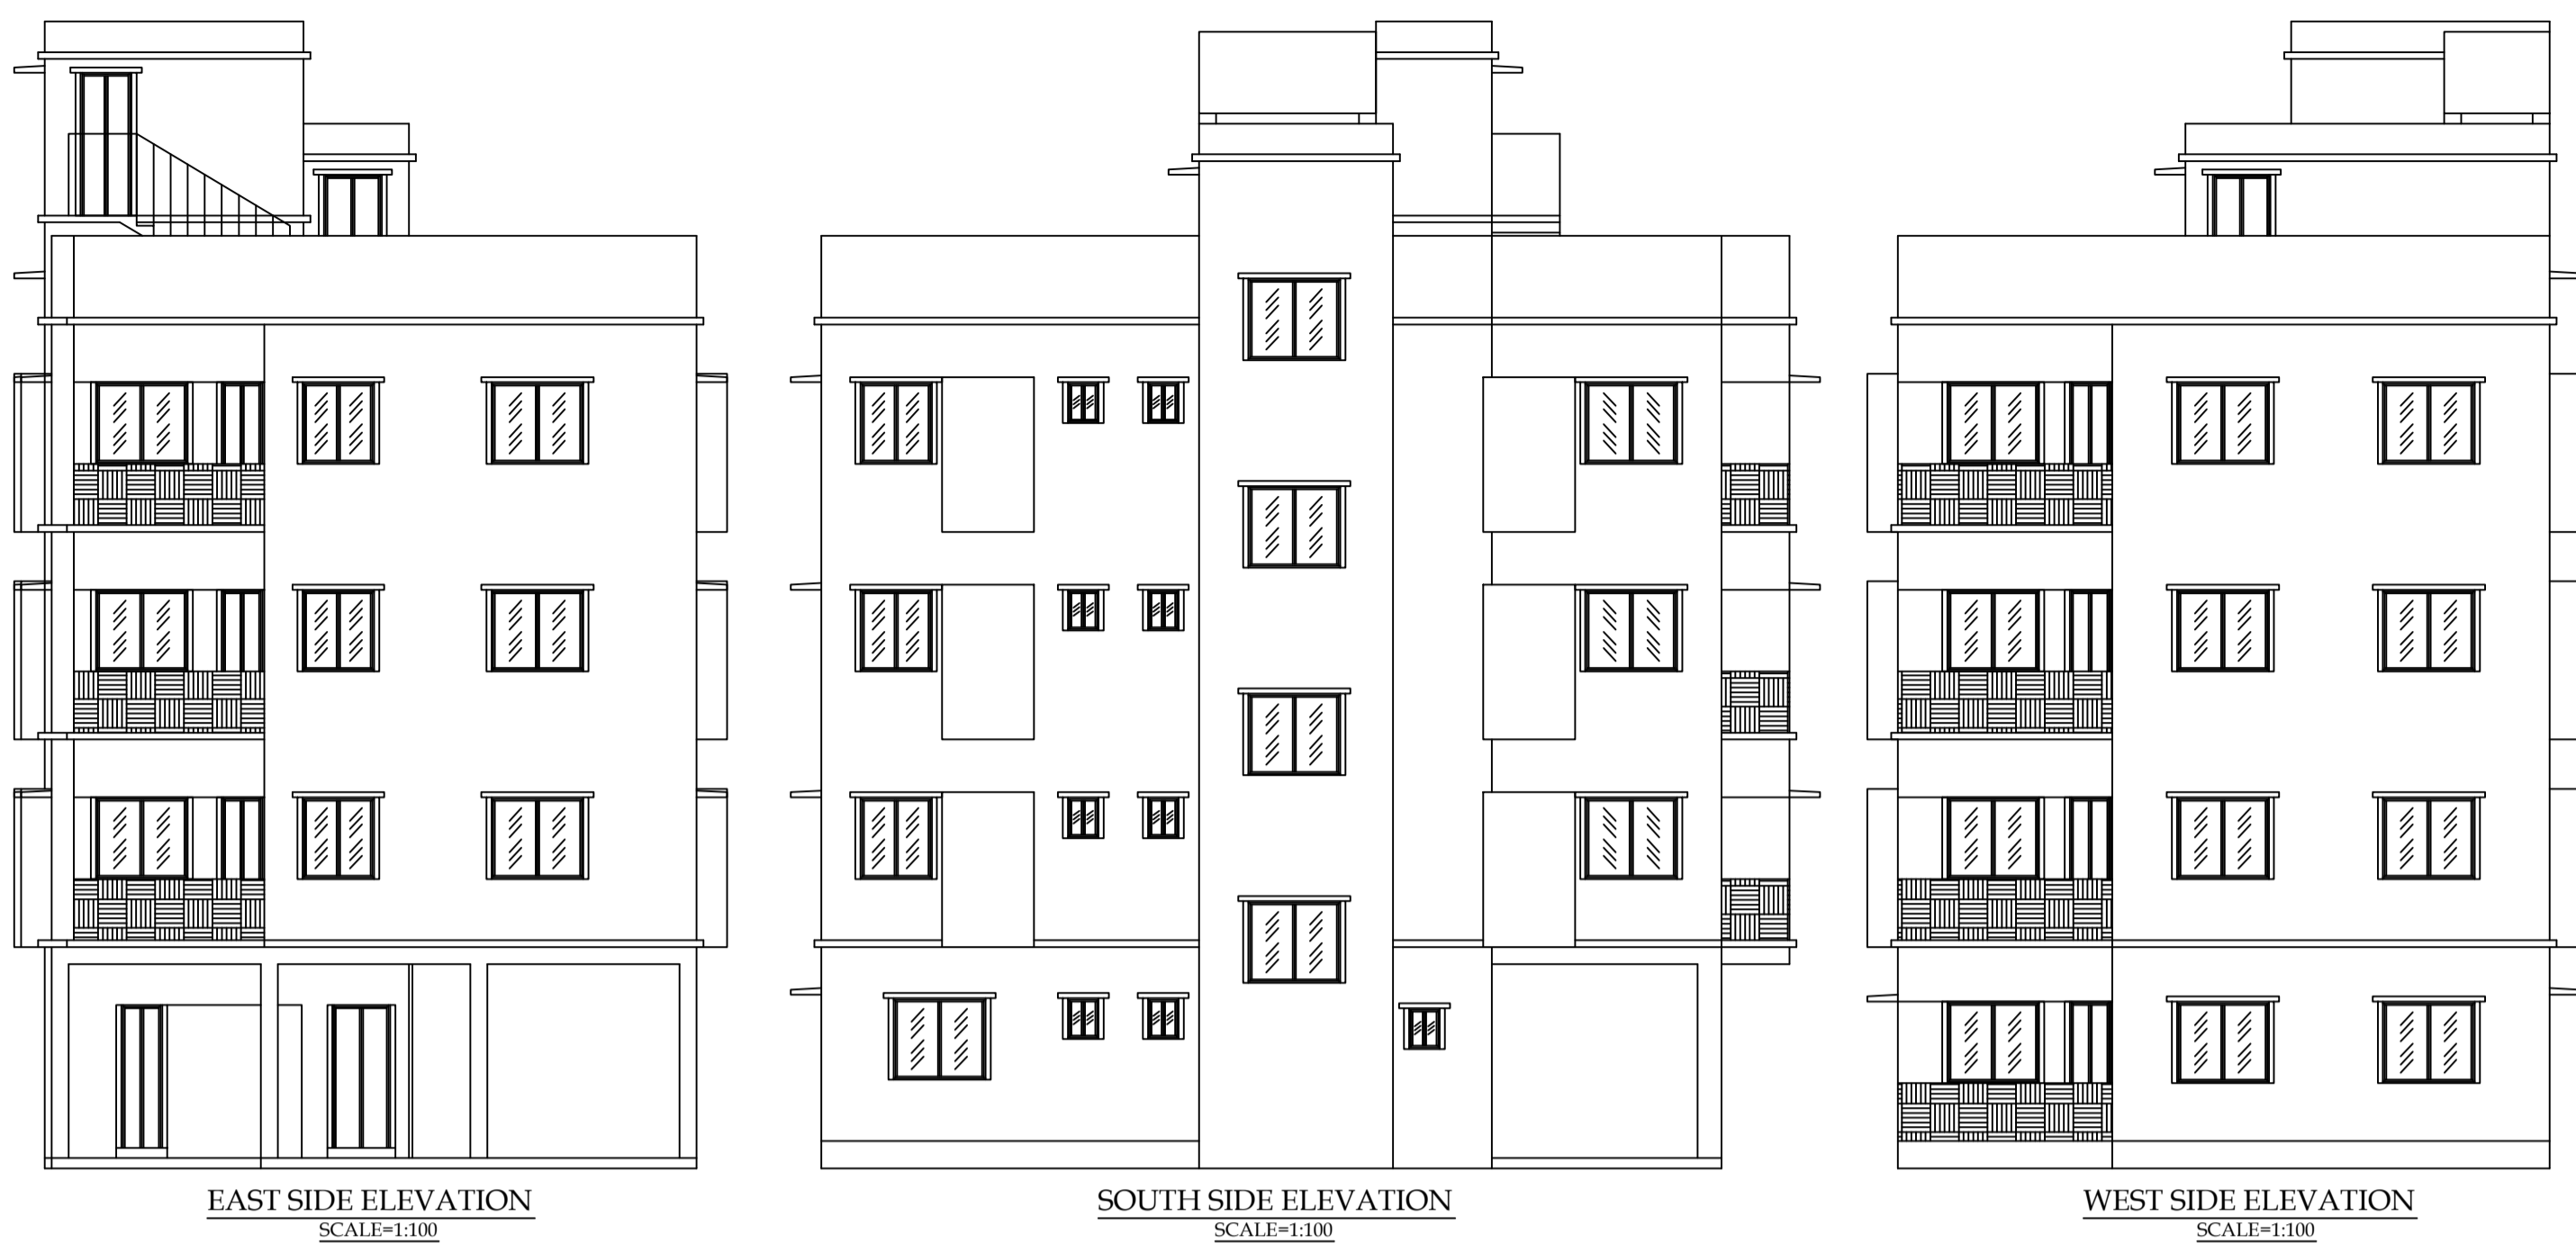 EAST SIDE ELEVATION
SCALE=1:100
SOUTH SIDE ELEVATION
SCALE=1:100
WEST SIDE ELEVATION
SCALE=1:100